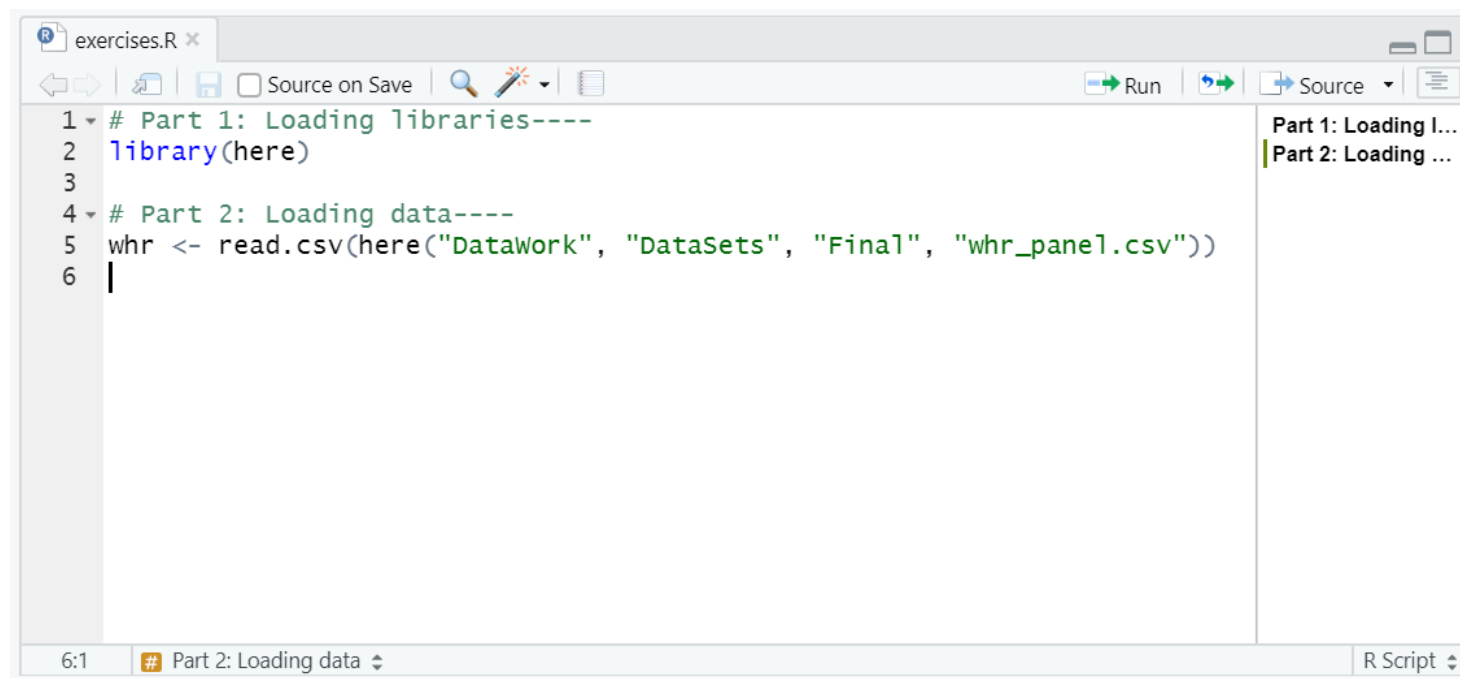 exercises.R
Source on Save Run Source
1 # Part 1: Loading libraries----
2 library(here)
3
4 # Part 2: Loading data----
5 whr <- read.csv(here("DataWork", "DataSets", "Final", "whr_panel.csv"))
6
Part 1: Loading l...
Part 2: Loading ...
6:1 # Part 2: Loading data R Script